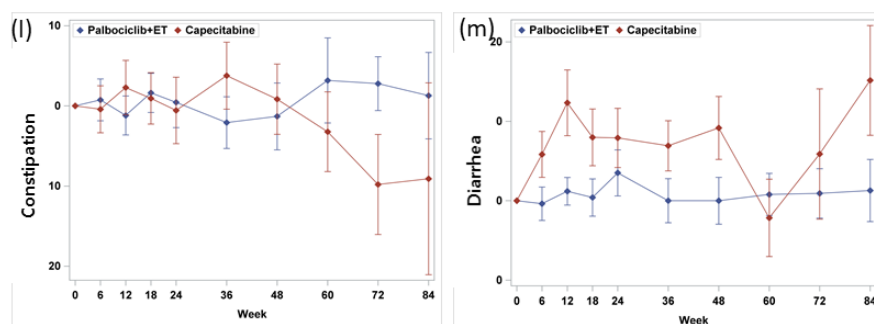 (l)
Palbociclib+ET Capecitabine
Constipation
10
0
10
20
0 6 12 18 24 36 48 60 72 84
Week
(m)
Palbociclib+ET Capecitabine
Diarrhea
20
0
0
0 6 12 18 24 36 48 60 72 84
Week